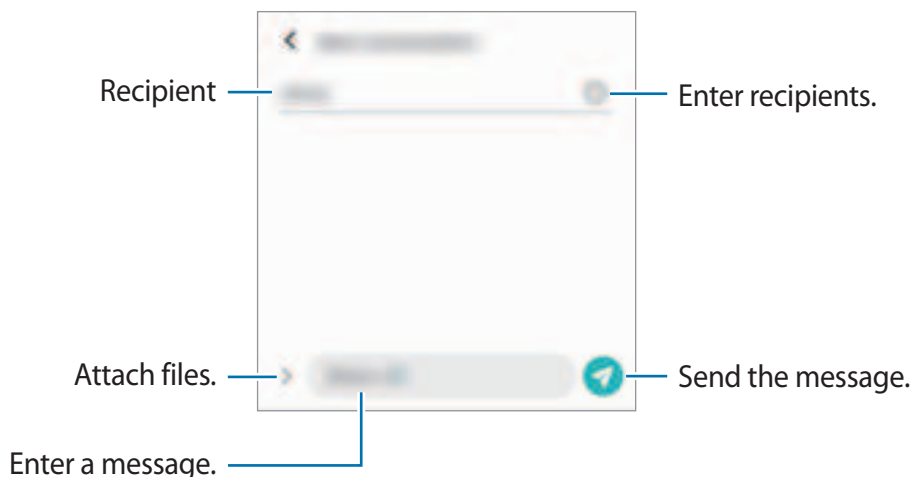 Recipient
Enter recipients.
Attach files.
Send the message.
Enter a message.